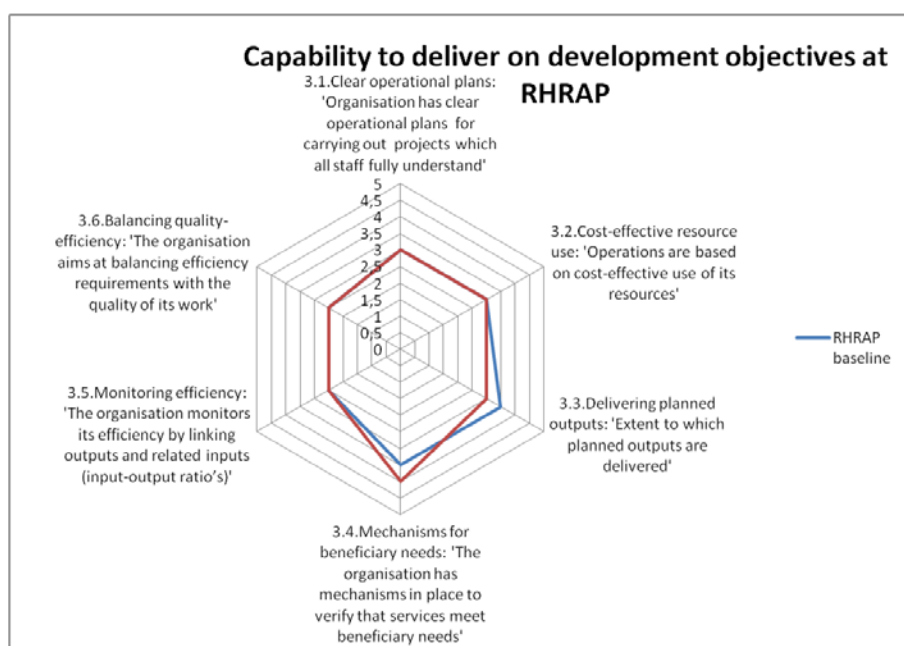 Capability to deliver on development objectives at
RHRAP
3.1.Clear operational plans:
'Organisation has clear
operational plans for
carrying out projects which
all staff fully understand'
5
4,5
4
3,5
3
2,5
2
1,5
1
0,5
0
3.2.Cost-effective resource
use: 'Operations are based
on cost-effective use of its
resources'
RHRAP
baseline
3.3.Delivering planned
outputs: 'Extent to which
planned outputs are
delivered'
3.4.Mechanisms for
beneficiary needs: 'The
organisation has
mechanisms in place to
verify that services meet
beneficiary needs'
3.5.Monitoring efficiency:
'The organisation monitors
its efficiency by linking
outputs and related inputs
(input-output ratio's)'
3.6.Balancing quality-
efficiency: 'The organisation
aims at balancing efficiency
requirements with the
quality of its work'